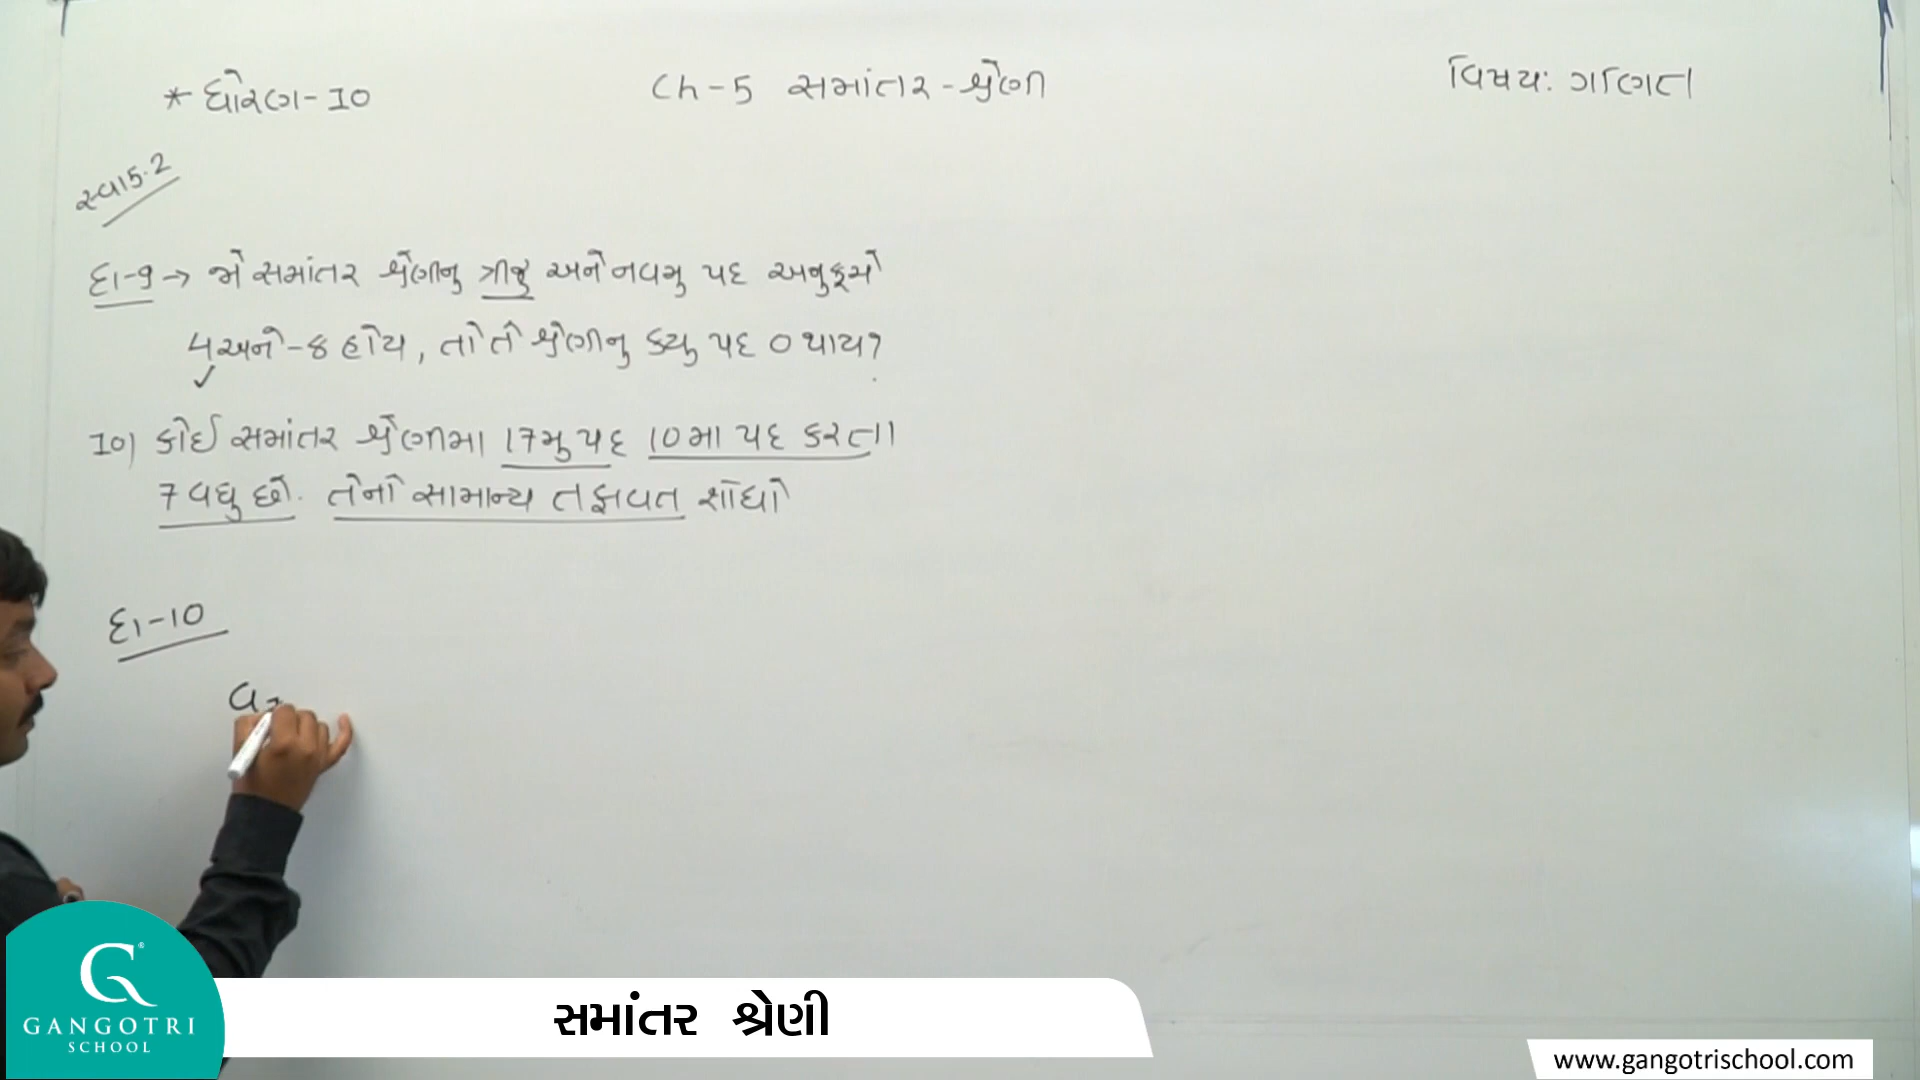 * ધોરણ-10
Ch-5 સમાંતર-શ્રેણી
વિષય: ગણિત
સ્વા 5.2
દા-9 → જો સમાંતર શ્રેણીનુ ત્રીજુ અને નવમુ પદ અનુક્રમે
4 અને -8 હોય, તો તે શ્રેણીનુ કયુ પદ 0 થાય?
10) કોઈ સમાંતર શ્રેણીમા 17મુ પદ 10મા પદ કરતા
7 વધુ છે. તેનો સામાન્ય તફાવત શોધો
દા-10
a
GANGOTRI
SCHOOL
સમાંતર શ્રેણી
www.gangotrischool.com